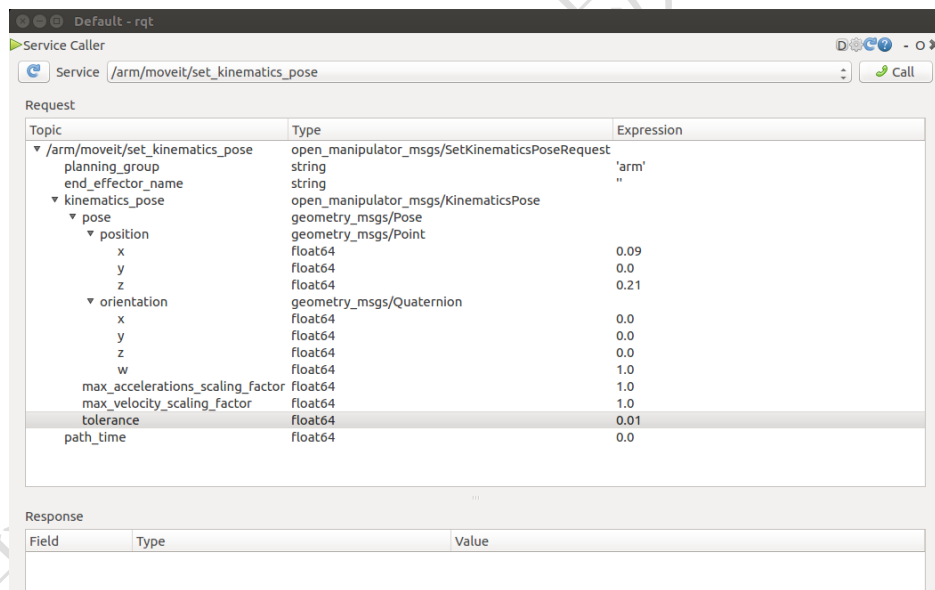 Default - rqt
Service Caller D - O
Service /arm/moveit/set_kinematics_pose Call
Request
Topic Type Expression
/arm/moveit/set_kinematics_pose open_manipulator_msgs/SetKinematicsPoseRequest
planning_group string 'arm'
end_effector_name string ''
kinematics_pose open_manipulator_msgs/KinematicsPose
pose geometry_msgs/Pose
position geometry_msgs/Point
x float64 0.09
y float64 0.0
z float64 0.21
orientation geometry_msgs/Quaternion
x float64 0.0
y float64 0.0
z float64 0.0
w float64 1.0
max_accelerations_scaling_factor float64 1.0
max_velocity_scaling_factor float64 1.0
tolerance float64 0.01
path_time float64 0.0
Response
Field Type Value